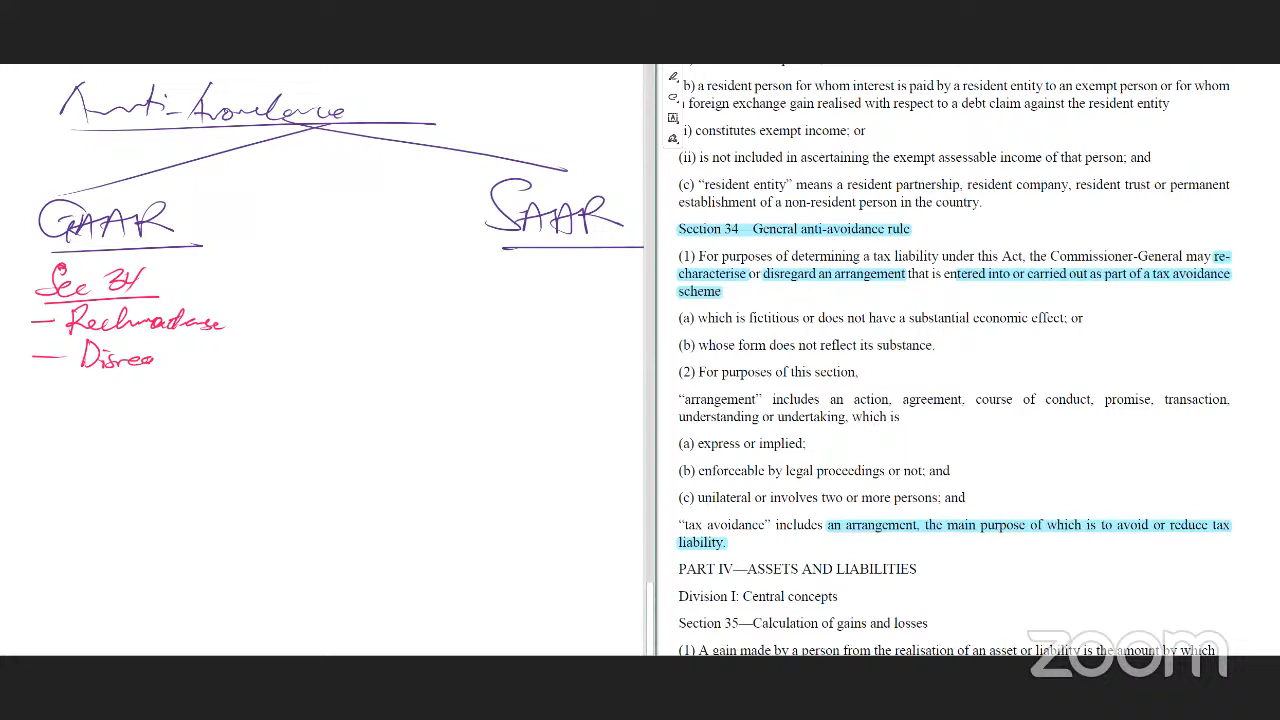 Anti-Avoidance
GAAR
SAAR
Sec 34
— Recharacterise
— Disre
b) a resident person for whom interest is paid by a resident entity to an exempt person or for whom
foreign exchange gain realised with respect to a debt claim against the resident entity
i) constitutes exempt income; or
(ii) is not included in ascertaining the exempt assessable income of that person; and
(c) “resident entity” means a resident partnership, resident company, resident trust or permanent
establishment of a non-resident person in the country.
Section 34—General anti-avoidance rule
(1) For purposes of determining a tax liability under this Act, the Commissioner-General may re-
characterise or disregard an arrangement that is entered into or carried out as part of a tax avoidance
scheme
(a) which is fictitious or does not have a substantial economic effect; or
(b) whose form does not reflect its substance.
(2) For purposes of this section,
“arrangement” includes an action, agreement, course of conduct, promise, transaction,
understanding or undertaking, which is
(a) express or implied;
(b) enforceable by legal proceedings or not; and
(c) unilateral or involves two or more persons; and
“tax avoidance” includes an arrangement, the main purpose of which is to avoid or reduce tax
liability.
PART IV—ASSETS AND LIABILITIES
Division I: Central concepts
Section 35—Calculation of gains and losses
(1) A gain made by a person from the realisation of an asset or liability is the amount by which
zoom